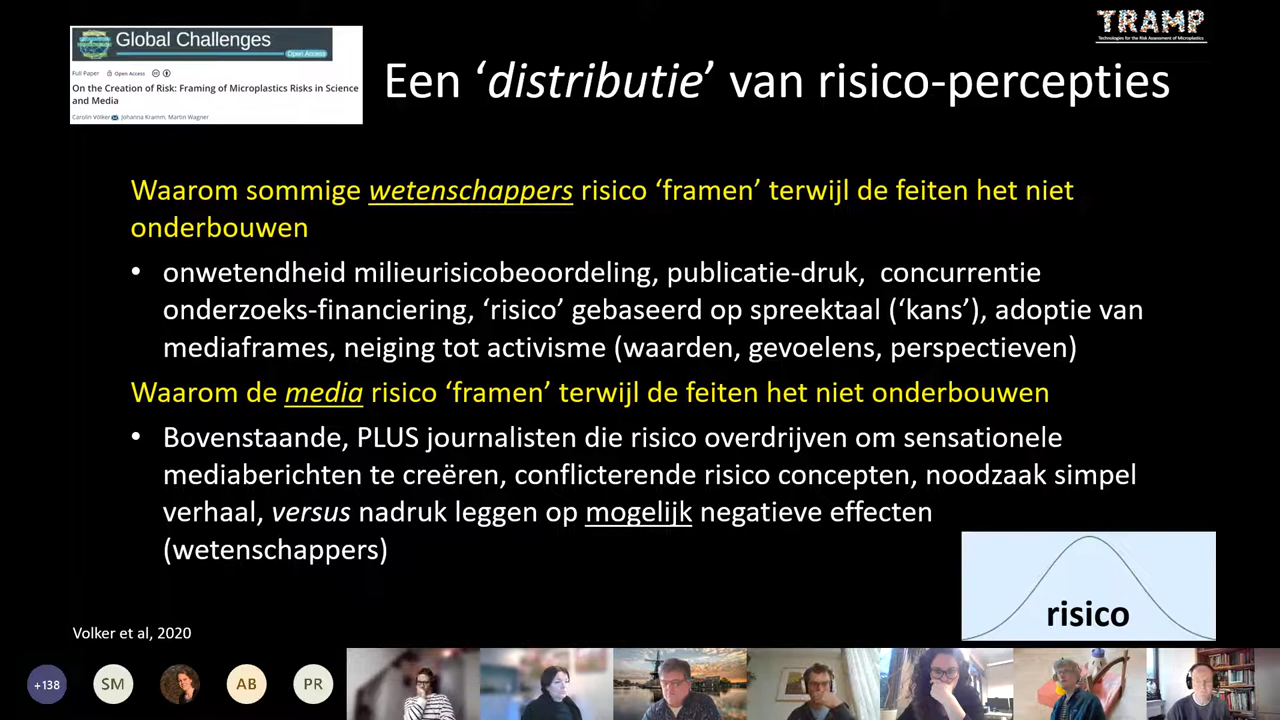 Global Challenges
Open Access
TRAMP
Technologies for the Risk Assessment of Microplastics
Full Paper Open Access
On the Creation of Risk: Framing of Microplastics Risks in Science
and Media
Carolin Völker, Johanna Kramm, Martin Wagner
Een ‘distributie’ van risico-percepties
Waarom sommige wetenschappers risico ‘framen’ terwijl de feiten het niet
onderbouwen
• onwetendheid milieurisicobeoordeling, publicatie-druk, concurrentie
onderzoeks-financiering, ‘risico’ gebaseerd op spreektaal (‘kans’), adoptie van
mediaframes, neiging tot activisme (waarden, gevoelens, perspectieven)
Waarom de media risico ‘framen’ terwijl de feiten het niet onderbouwen
• Bovenstaande, PLUS journalisten die risico overdrijven om sensationele
mediaberichten te creëren, conflicterende risico concepten, noodzaak simpel
verhaal, versus nadruk leggen op mogelijk negatieve effecten
(wetenschappers)
risico
Volker et al, 2020
+138
SM
AB
PR